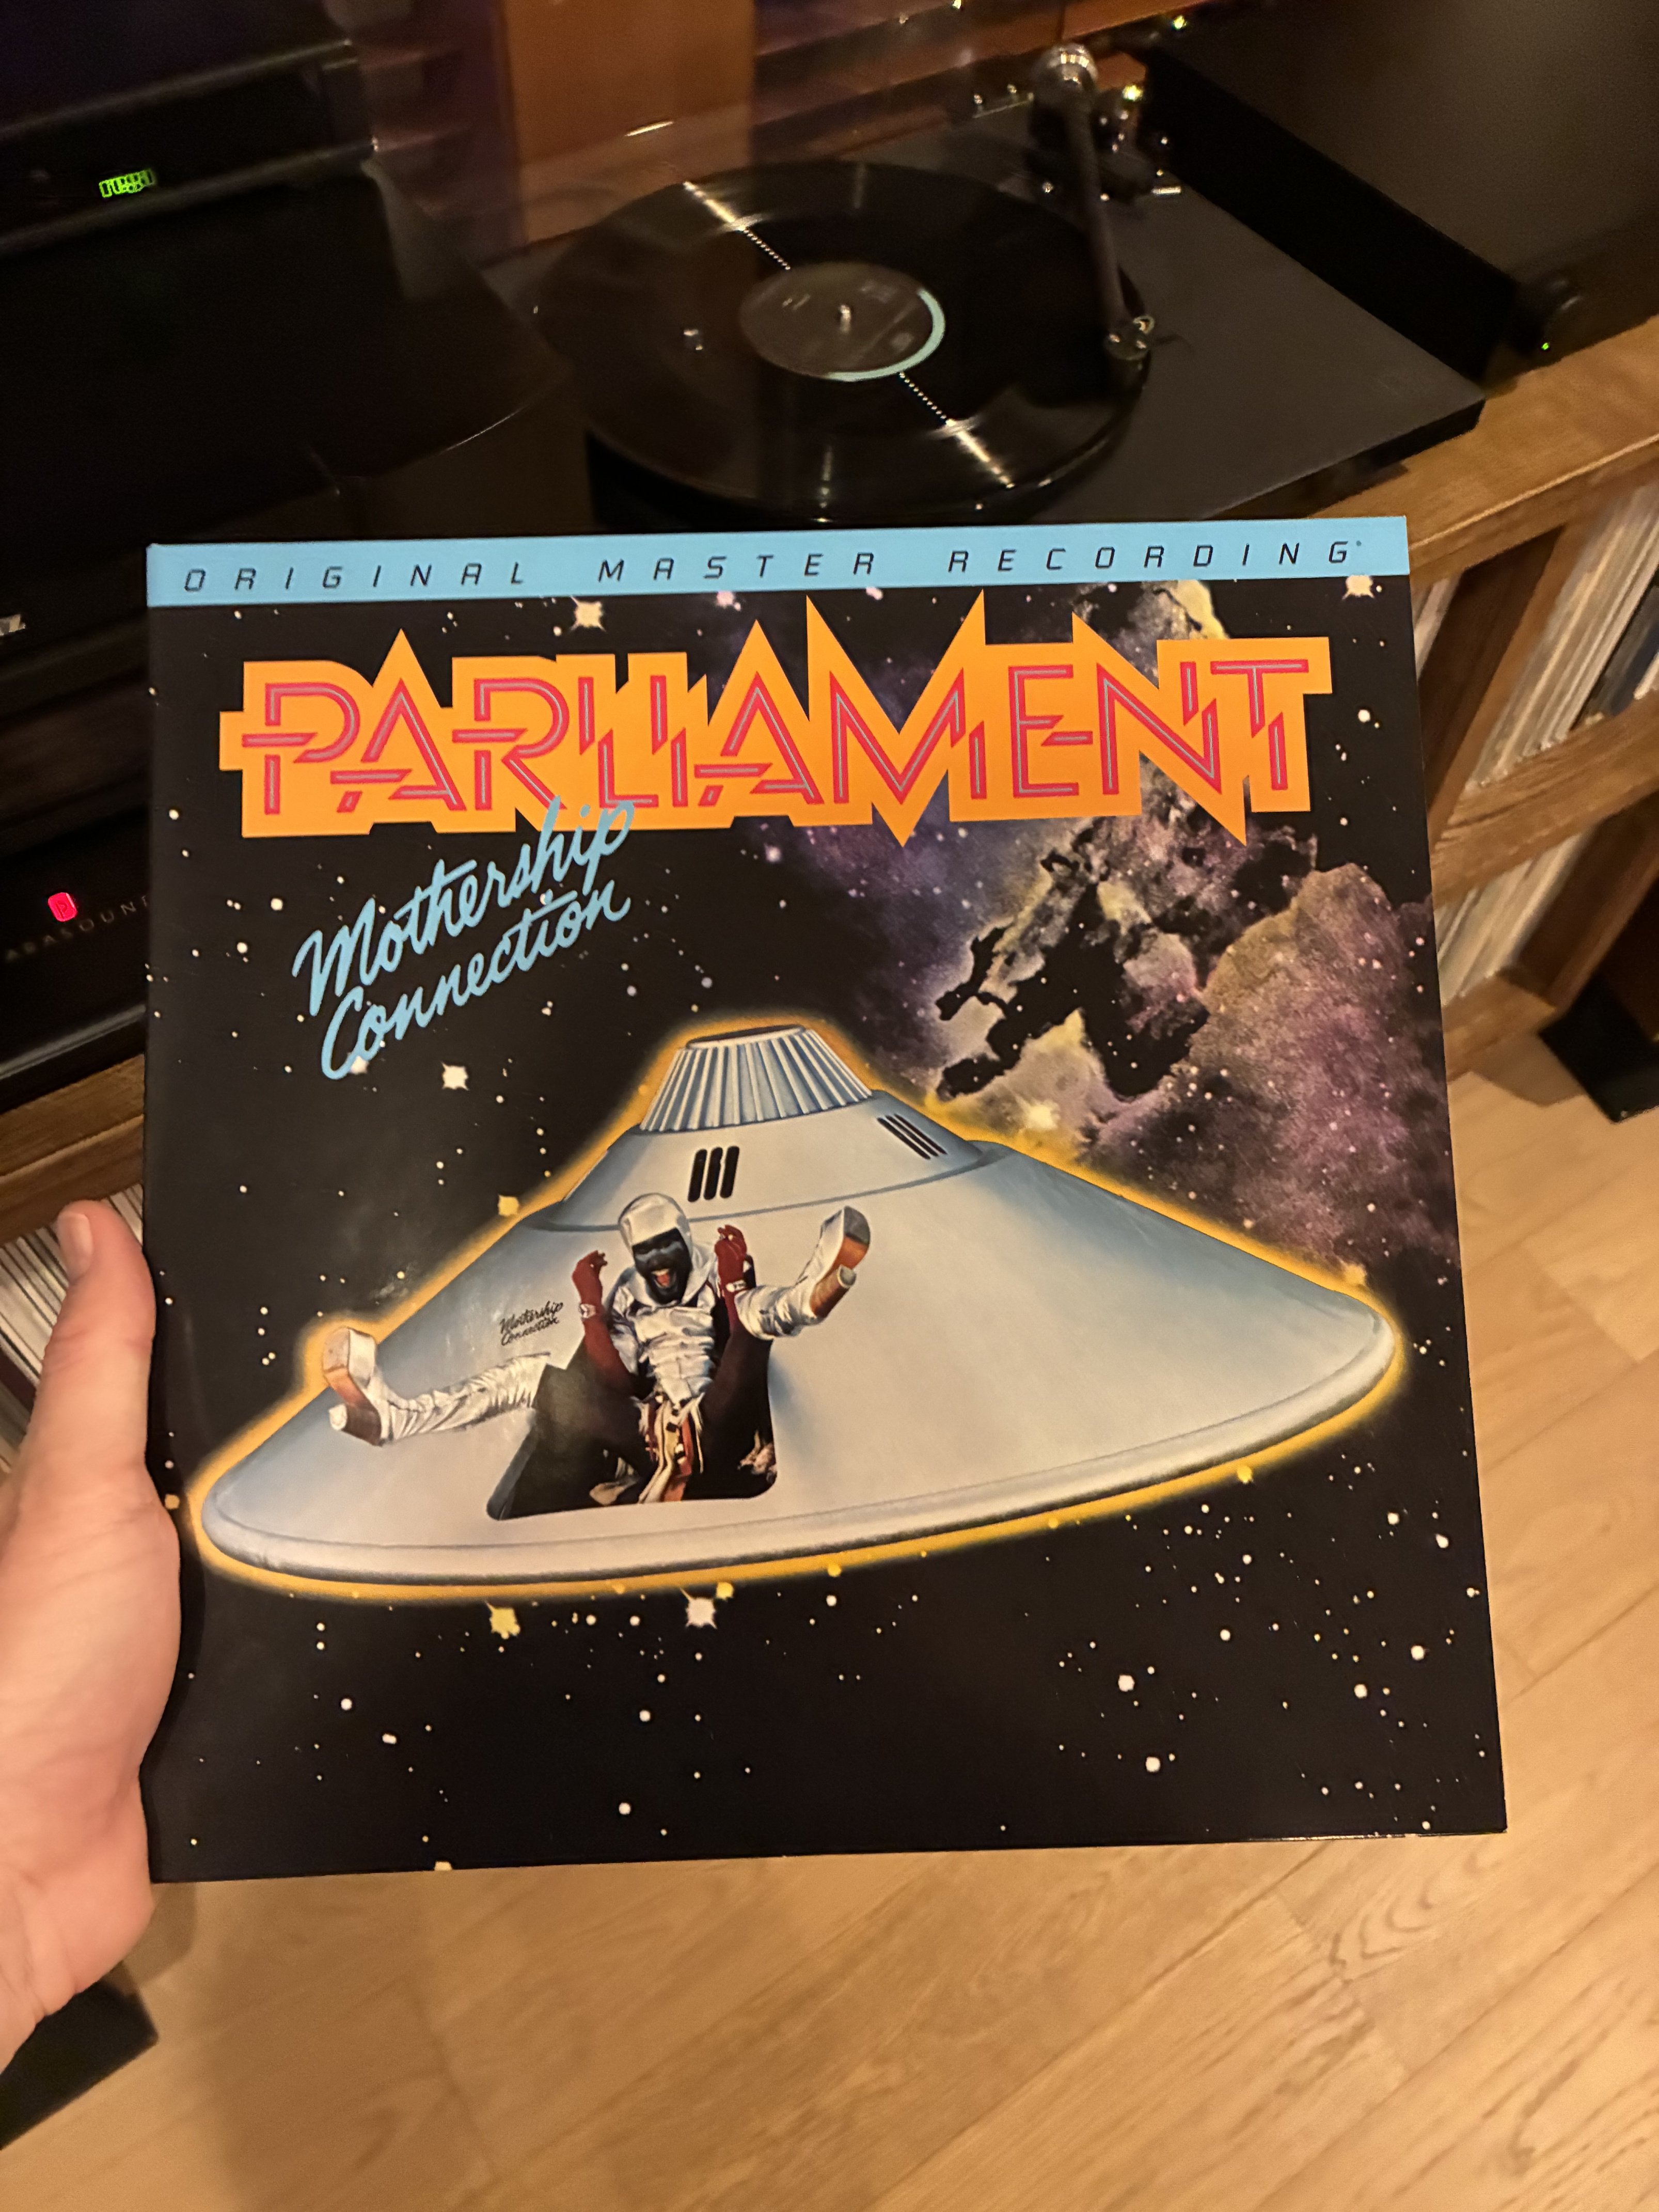 ORIGINAL MASTER RECORDING®
PARLIAMENT
Mothership
Connection
Mothership
Connection
P